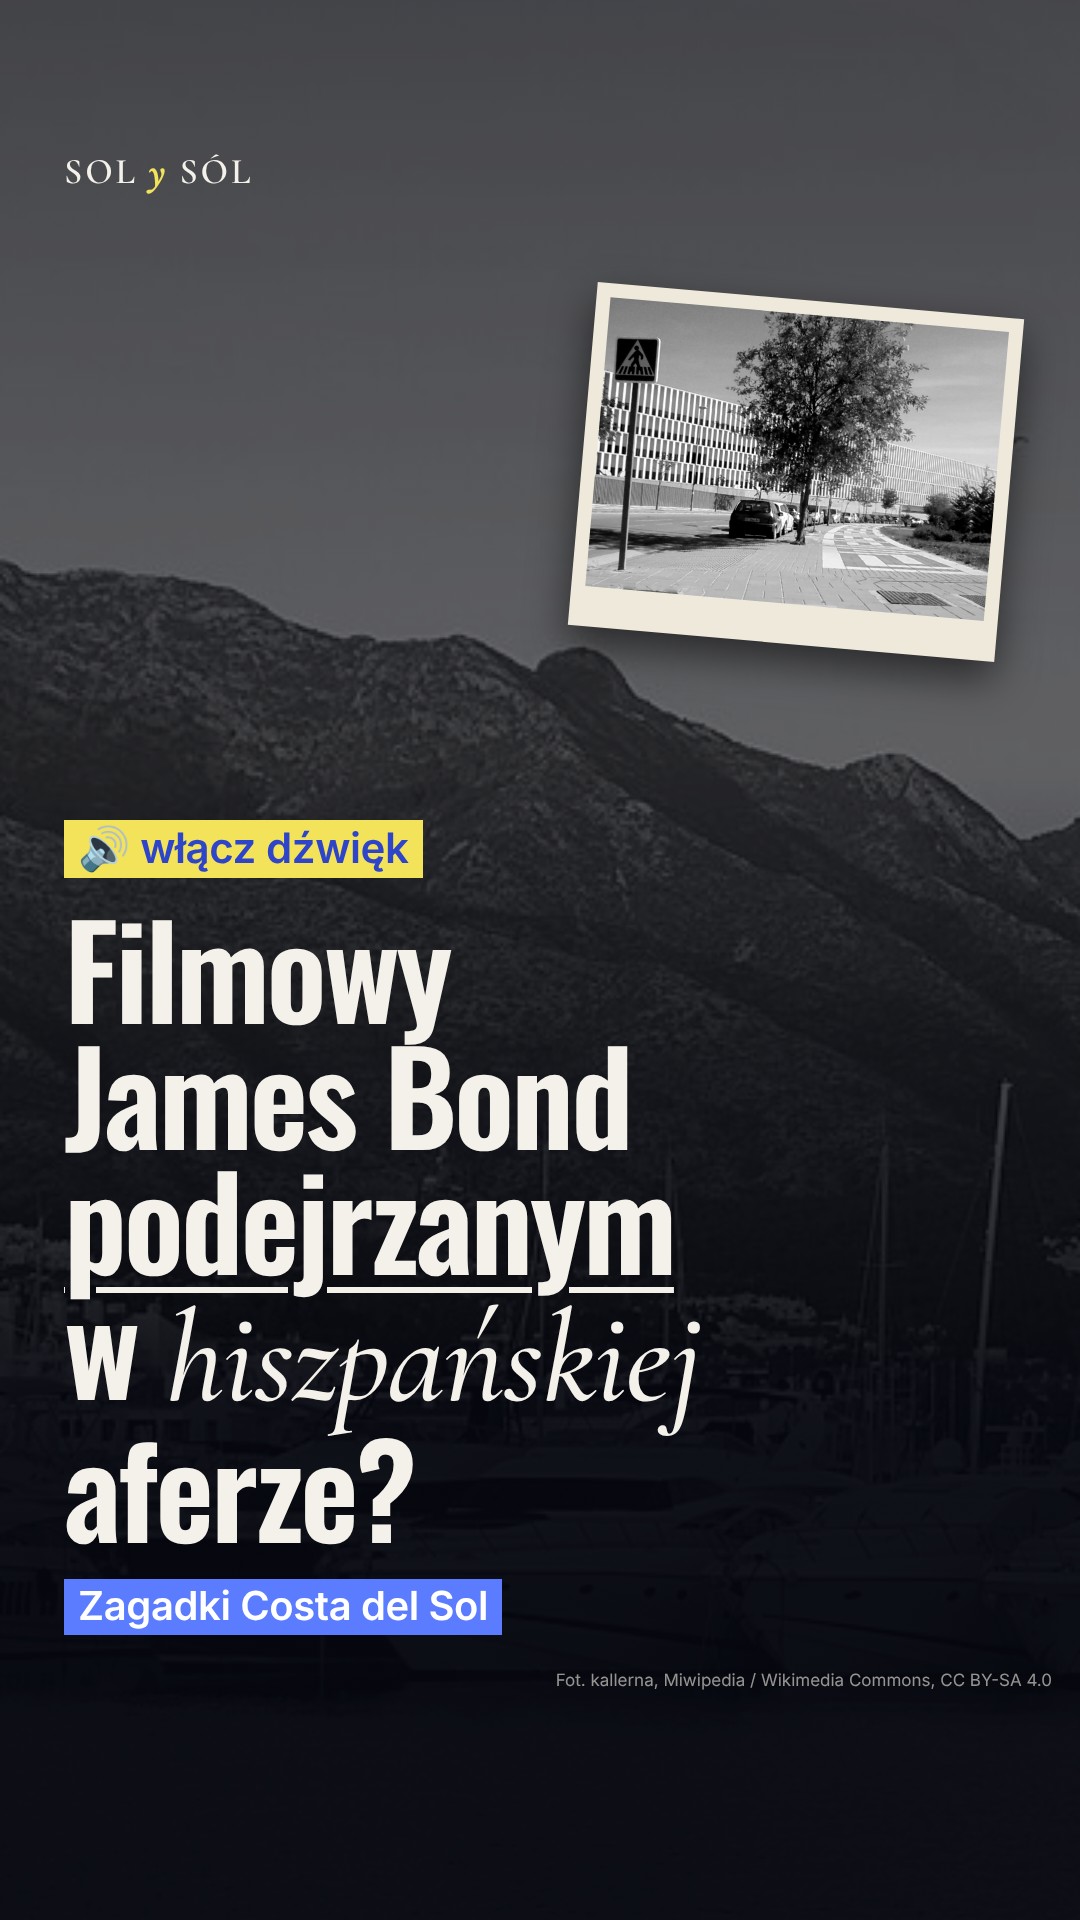 SOL y SÓL
włącz dźwięk
Filmowy
James Bond
podejrzanym
w hiszpańskiej
aferze?
Zagadki Costa del Sol
Fot. kallerna, Miwipedia / Wikimedia Commons, CC BY-SA 4.0